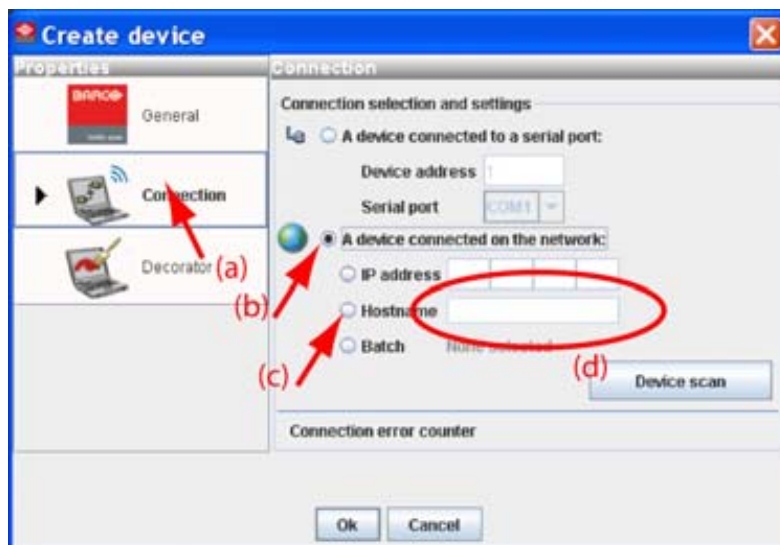 Create device
Properties
BARCO
General
Connection
Decorator
(a)
Connection
Connection selection and settings
A device connected to a serial port:
Device address 1
Serial port COM1
A device connected on the network:
(b)
IP address
Hostname
(c)
Batch None selected
(d)
Device scan
Connection error counter
Ok Cancel